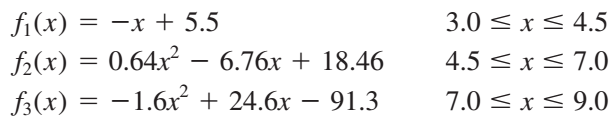 f₁(x) = −x + 5.5 3.0 ≤ x ≤ 4.5
f₂(x) = 0.64x² − 6.76x + 18.46 4.5 ≤ x ≤ 7.0
f₃(x) = −1.6x² + 24.6x − 91.3 7.0 ≤ x ≤ 9.0